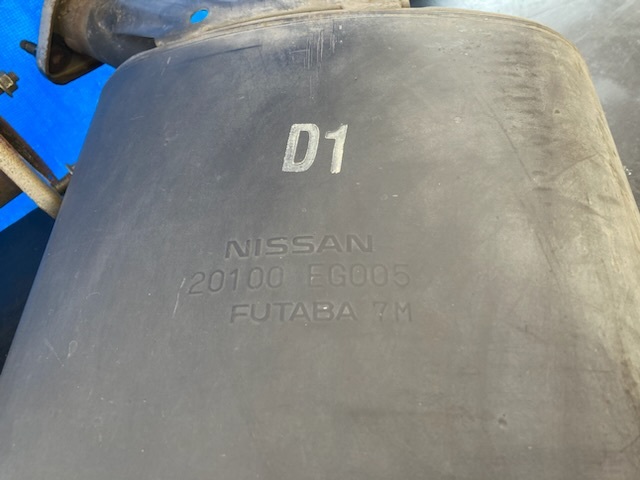 D1
NISSAN
20100 EG005
FUTABA 7M